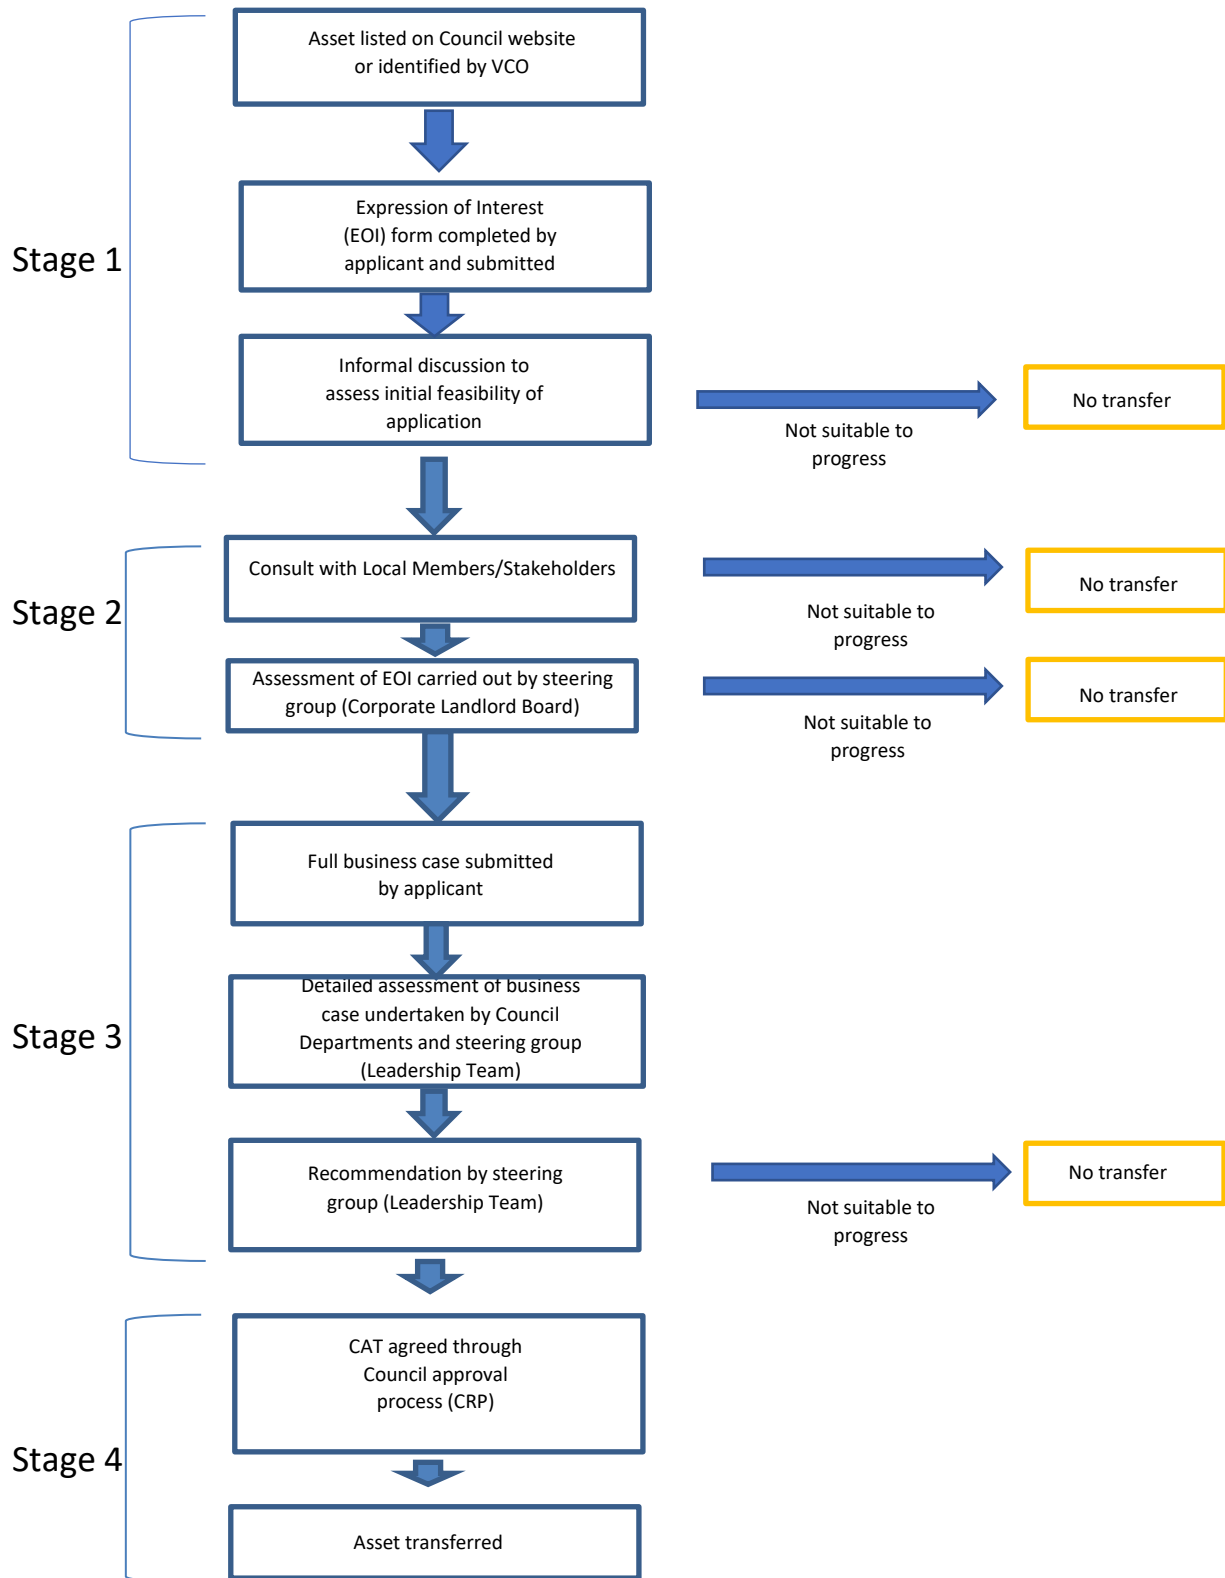 Asset listed on Council website
or identified by VCO
Stage 1
Expression of Interest
(EOI) form completed by
applicant and submitted
Informal discussion to
assess initial feasibility of
application
Not suitable to
progress
No transfer
Stage 2
Consult with Local Members/Stakeholders
Not suitable to
progress
No transfer
Assessment of EOI carried out by steering
group (Corporate Landlord Board)
Not suitable to
progress
No transfer
Stage 3
Full business case submitted
by applicant
Detailed assessment of business
case undertaken by Council
Departments and steering group
(Leadership Team)
Recommendation by steering
group (Leadership Team)
Not suitable to
progress
No transfer
Stage 4
CAT agreed through
Council approval
process (CRP)
Asset transferred